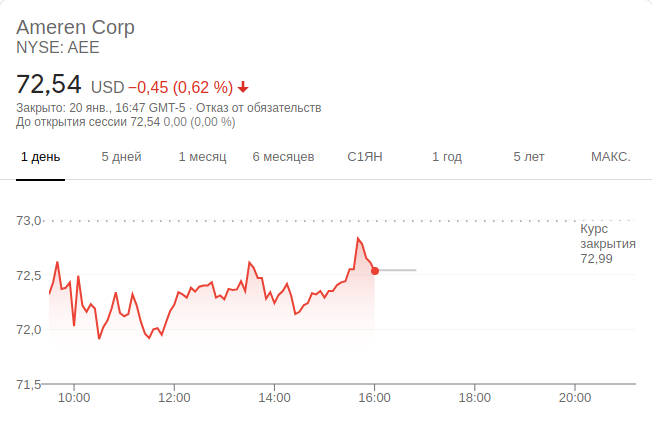 Ameren Corp
NYSE: AEE
72,54 USD −0,45 (0,62 %)
Закрыто: 20 янв., 16:47 GMT-5 · Отказ от обязательств
До открытия сессии 72,54 0,00 (0,00 %)
1 день 5 дней 1 месяц 6 месяцев С1ЯН 1 год 5 лет МАКС.
73,0
Курс
закрытия
72,99
72,5
72,0
71,5
10:00 12:00 14:00 16:00 18:00 20:00